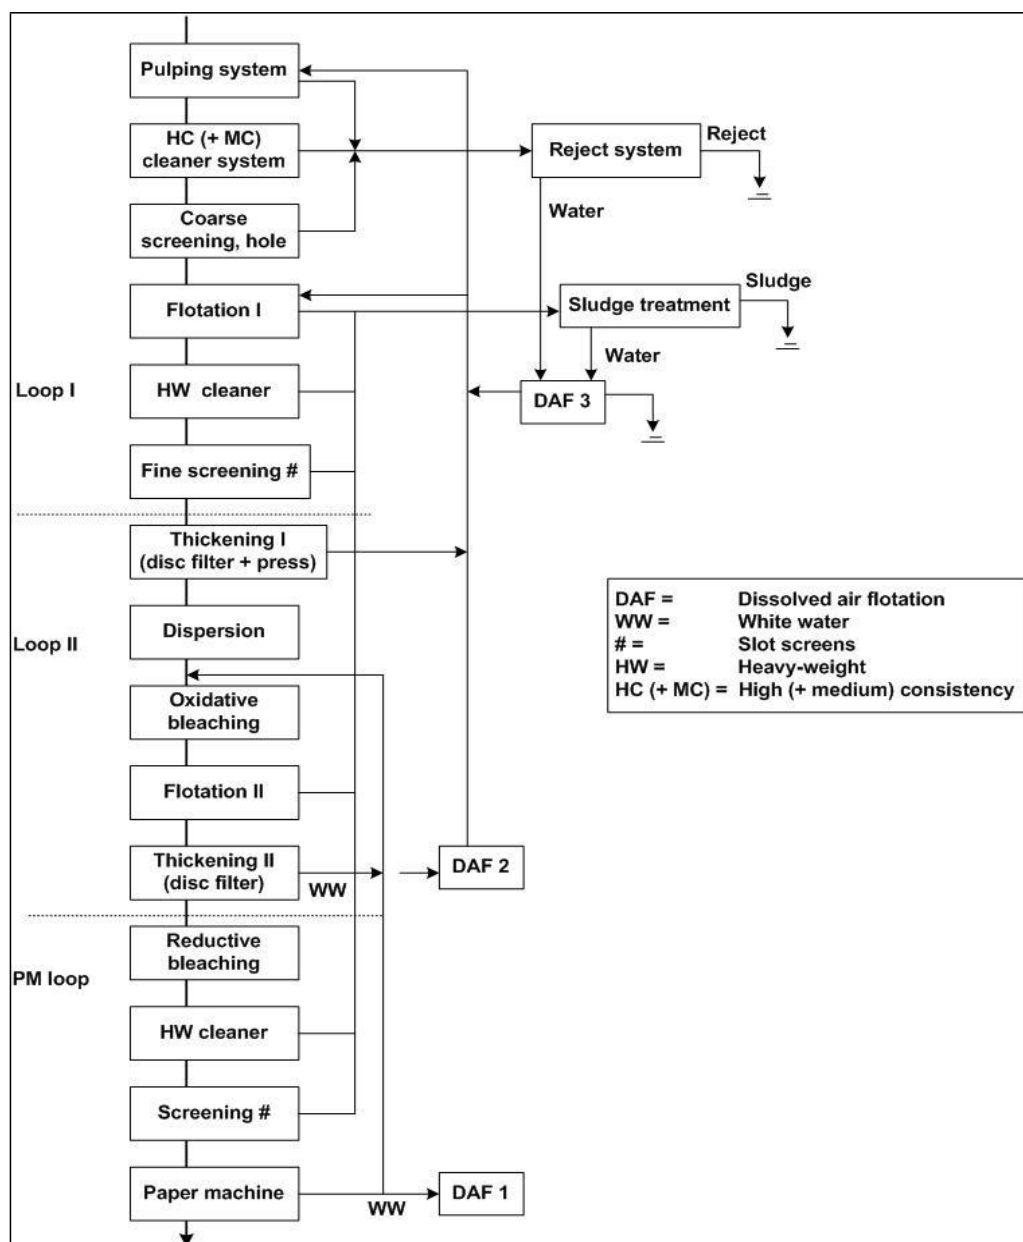 Pulping system
HC (+ MC)
cleaner system
Reject system
Reject
Water
Coarse
screening, hole
Flotation I
Sludge treatment
Sludge
Water
Loop I
HW cleaner
DAF 3
Fine screening #
Thickening I
(disc filter + press)
Loop II
Dispersion
DAF = Dissolved air flotation
WW = White water
# = Slot screens
HW = Heavy-weight
HC (+ MC) = High (+ medium) consistency
Oxidative
bleaching
Flotation II
Thickening II
(disc filter)
WW
DAF 2
Reductive
bleaching
PM loop
HW cleaner
Screening #
Paper machine
WW
DAF 1